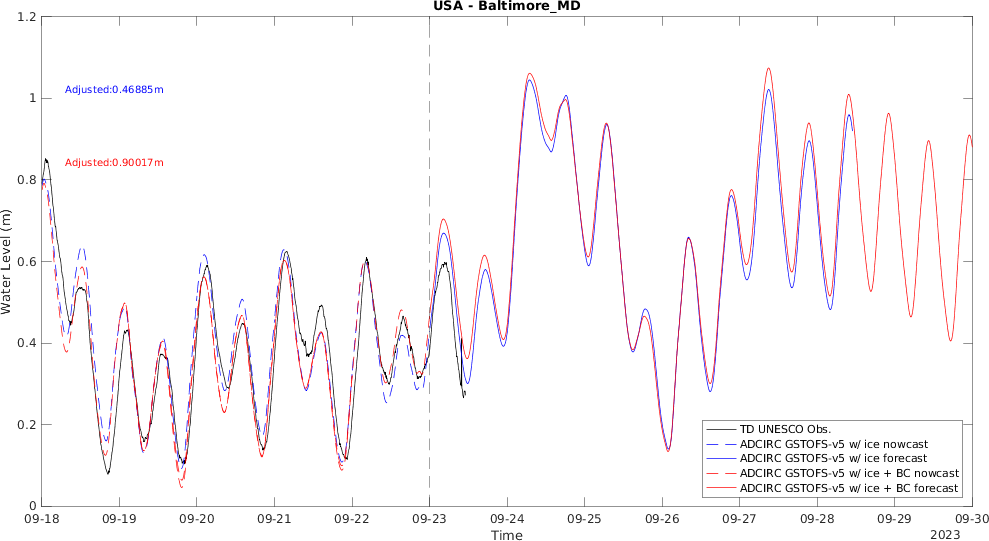 USA - Baltimore_MD
1.2
1
0.8
0.6
0.4
0.2
0
Water Level (m)
Adjusted:0.46885m
Adjusted:0.90017m
TD UNESCO Obs.
ADCIRC GSTOFS-v5 w/ ice nowcast
ADCIRC GSTOFS-v5 w/ ice forecast
ADCIRC GSTOFS-v5 w/ ice + BC nowcast
ADCIRC GSTOFS-v5 w/ ice + BC forecast
09-18 09-19 09-20 09-21 09-22 09-23 09-24 09-25 09-26 09-27 09-28 09-29 09-30
Time
2023